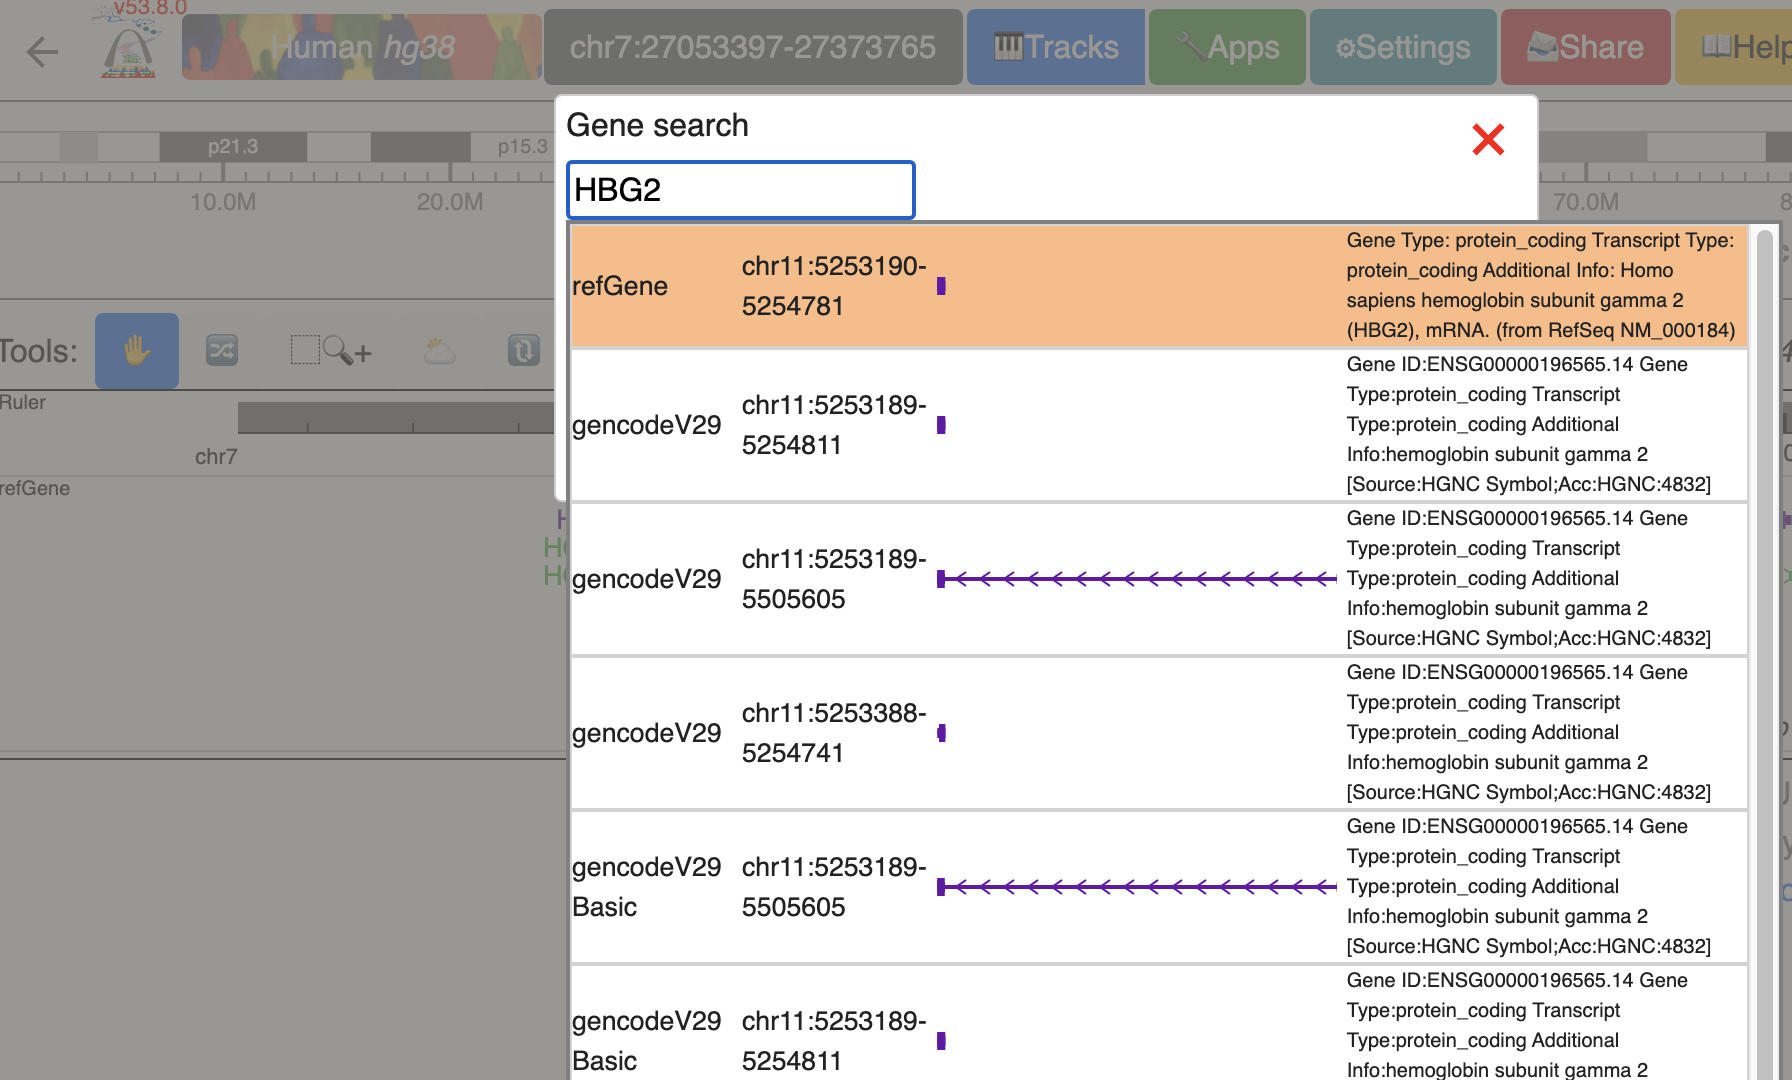 v53.8.0
Human hg38
chr7:27053397-27373765
Tracks
Apps
Settings
Share
Help
Gene search
HBG2
p21.3
p15.3
10.0M
20.0M
70.0M
Tools:
Ruler
chr7
refGene
refGene
chr11:5253190-
5254781
Gene Type: protein_coding Transcript Type:
protein_coding Additional Info: Homo
sapiens hemoglobin subunit gamma 2
(HBG2), mRNA. (from RefSeq NM_000184)
gencodeV29
chr11:5253189-
5254811
Gene ID:ENSG00000196565.14 Gene
Type:protein_coding Transcript
Type:protein_coding Additional
Info:hemoglobin subunit gamma 2
[Source:HGNC Symbol;Acc:HGNC:4832]
gencodeV29
chr11:5253189-
5505605
Gene ID:ENSG00000196565.14 Gene
Type:protein_coding Transcript
Type:protein_coding Additional
Info:hemoglobin subunit gamma 2
[Source:HGNC Symbol;Acc:HGNC:4832]
gencodeV29
chr11:5253388-
5254741
Gene ID:ENSG00000196565.14 Gene
Type:protein_coding Transcript
Type:protein_coding Additional
Info:hemoglobin subunit gamma 2
[Source:HGNC Symbol;Acc:HGNC:4832]
gencodeV29
Basic
chr11:5253189-
5505605
Gene ID:ENSG00000196565.14 Gene
Type:protein_coding Transcript
Type:protein_coding Additional
Info:hemoglobin subunit gamma 2
[Source:HGNC Symbol;Acc:HGNC:4832]
gencodeV29
Basic
chr11:5253189-
5254811
Gene ID:ENSG00000196565.14 Gene
Type:protein_coding Transcript
Type:protein_coding Additional
Info:hemoglobin subunit gamma 2